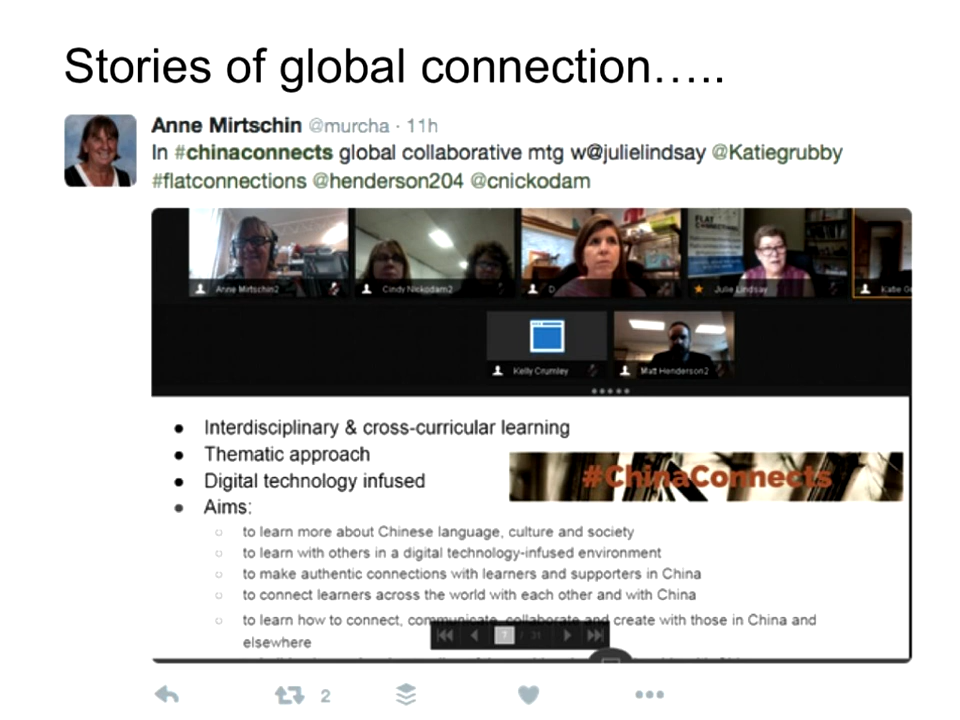 Stories of global connection…..
Anne Mirtschin @murcha · 11h
In #chinaconnects global collaborative mtg w@julielindsay @Katiegrubby
#flatconnections @henderson204 @cnickodam
FLAT
Anne Mirtschin2
Cindy Nickodam2
D
Julie Lindsay
Katie
Kelly Crumley
Matt Henderson2
• Interdisciplinary & cross-curricular learning
• Thematic approach
• Digital technology infused
#ChinaConnects
• Aims:
○ to learn more about Chinese language, culture and society
○ to learn with others in a digital technology-infused environment
○ to make authentic connections with learners and supporters in China
○ to connect learners across the world with each other and with China
○ to learn how to connect, communicate, collaborate and create with those in China and
elsewhere
7 / 31
2